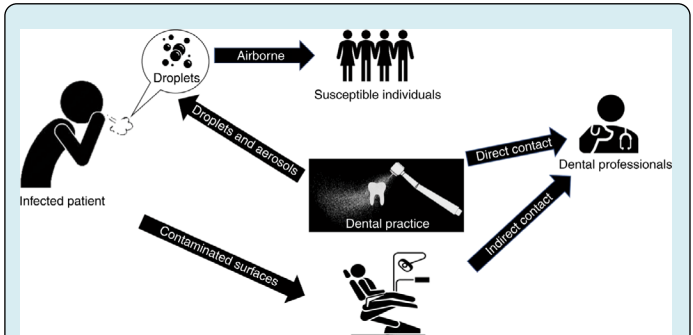 Droplets
Airborne
Susceptible individuals
Droplets and aerosols
Direct contact
Dental professionals
Infected patient
Dental practice
Contaminated surfaces
Indirect contact